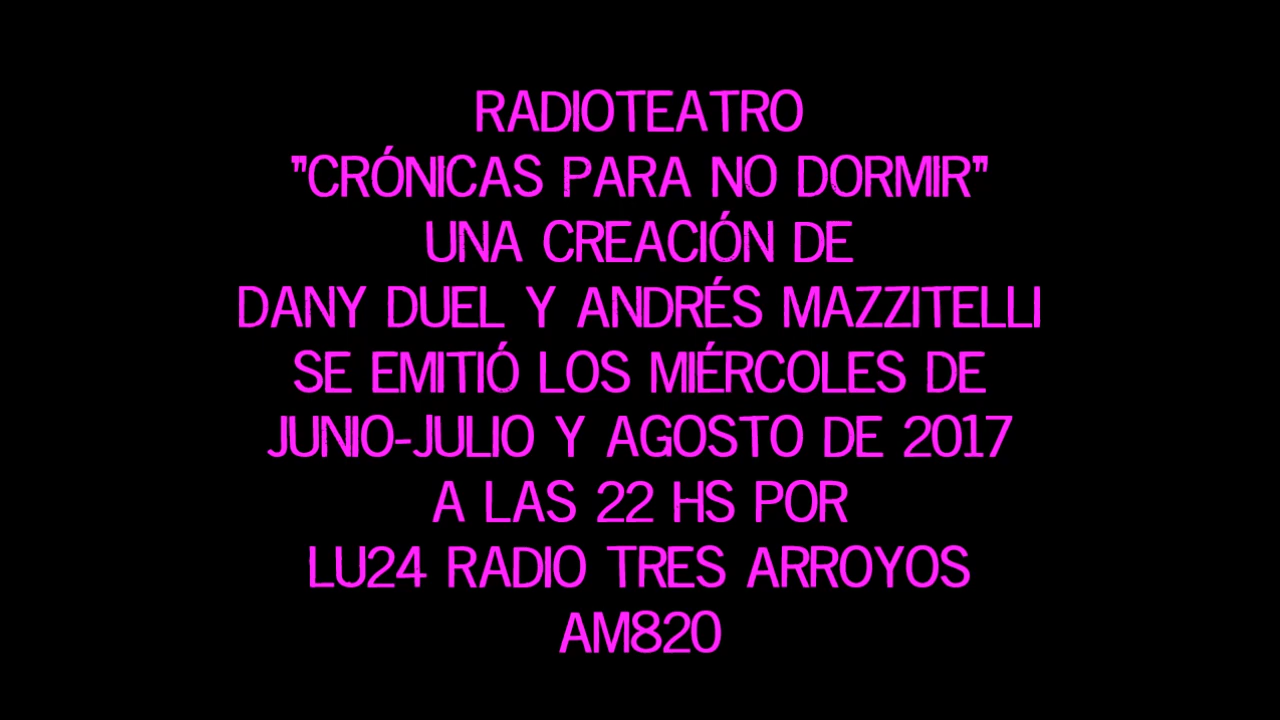 RADIOTEATRO
"CRÓNICAS PARA NO DORMIR"
UNA CREACIÓN DE
DANY DUEL Y ANDRÉS MAZZITELLI
SE EMITIÓ LOS MIÉRCOLES DE
JUNIO-JULIO Y AGOSTO DE 2017
A LAS 22 HS POR
LU24 RADIO TRES ARROYOS
AM820